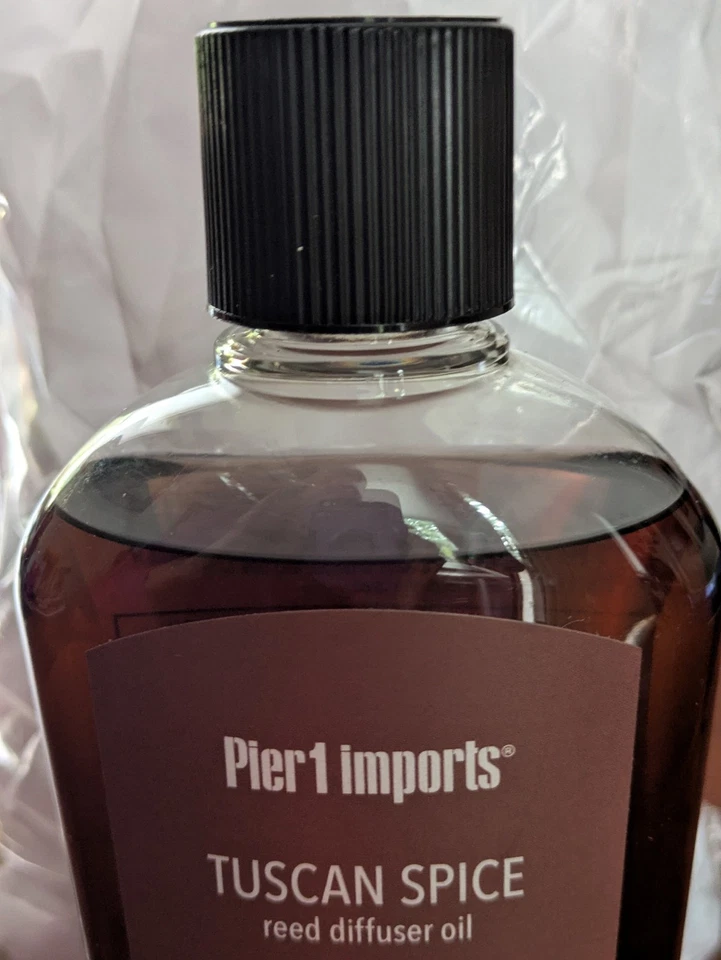 Pier1 imports®
TUSCAN SPICE
reed diffuser oil